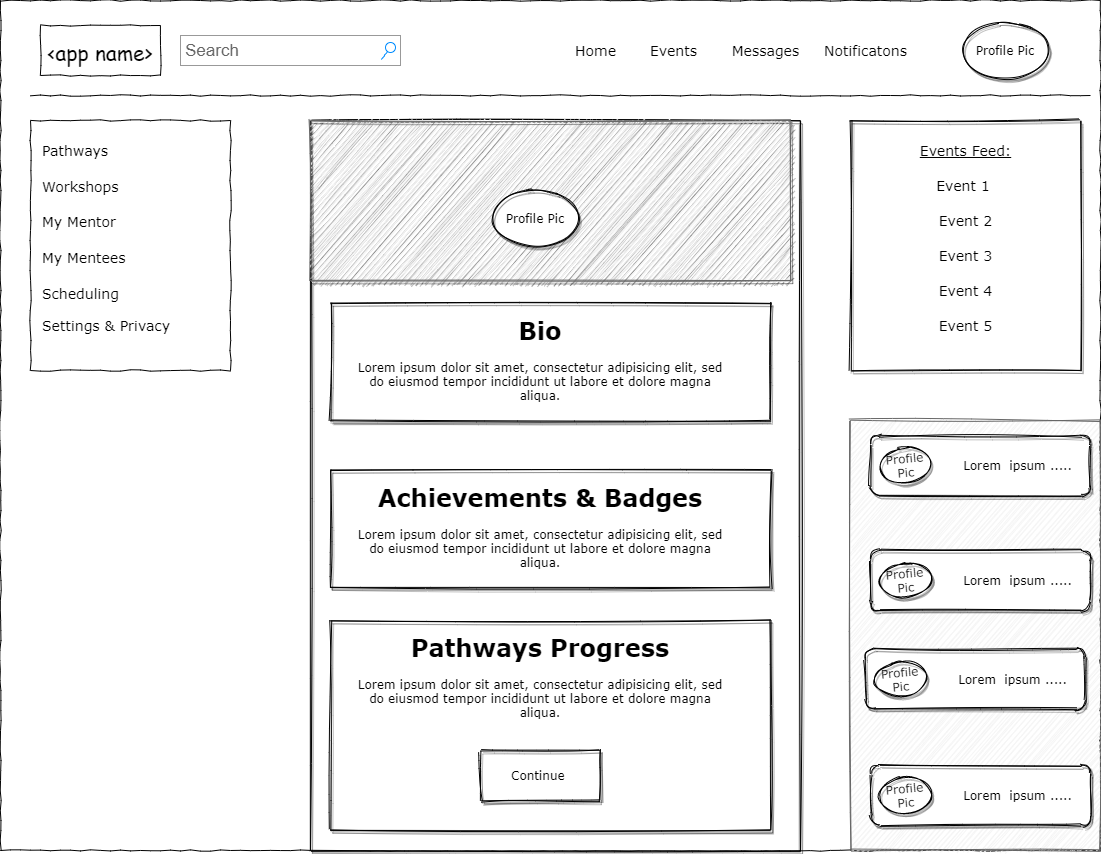 <app name>
Search
Home
Events
Messages
Notificatons
Profile Pic
Pathways
Workshops
My Mentor
My Mentees
Scheduling
Settings & Privacy
Profile Pic
Bio
Lorem ipsum dolor sit amet, consectetur adipisicing elit, sed
do eiusmod tempor incididunt ut labore et dolore magna
aliqua.
Achievements & Badges
Lorem ipsum dolor sit amet, consectetur adipisicing elit, sed
do eiusmod tempor incididunt ut labore et dolore magna
aliqua.
Pathways Progress
Lorem ipsum dolor sit amet, consectetur adipisicing elit, sed
do eiusmod tempor incididunt ut labore et dolore magna
aliqua.
Continue
Events Feed:
Event 1
Event 2
Event 3
Event 4
Event 5
Profile
Pic
Lorem  ipsum .....
Profile
Pic
Lorem  ipsum .....
Profile
Pic
Lorem  ipsum .....
Profile
Pic
Lorem  ipsum .....